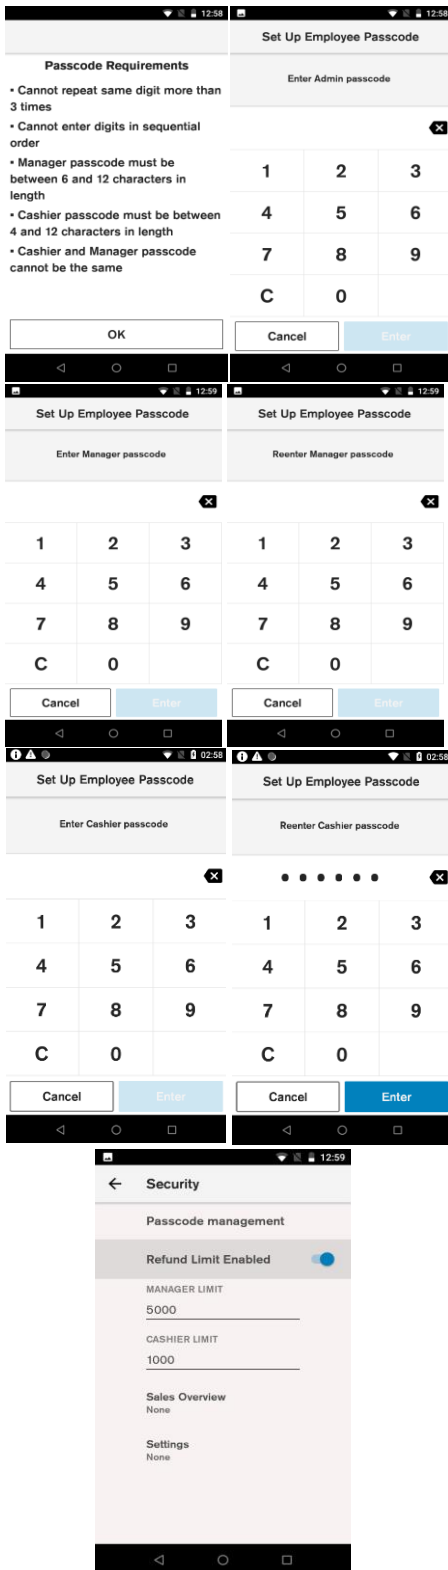 12:58
Passcode Requirements
▪ Cannot repeat same digit more than
3 times
▪ Cannot enter digits in sequential
order
▪ Manager passcode must be
between 6 and 12 characters in
length
▪ Cashier passcode must be between
4 and 12 characters in length
▪ Cashier and Manager passcode
cannot be the same
OK
12:58
Set Up Employee Passcode
Enter Admin passcode
1 2 3
4 5 6
7 8 9
C 0
Cancel Enter
12:59
Set Up Employee Passcode
Enter Manager passcode
1 2 3
4 5 6
7 8 9
C 0
Cancel Enter
12:59
Set Up Employee Passcode
Reenter Manager passcode
1 2 3
4 5 6
7 8 9
C 0
Cancel Enter
02:58
Set Up Employee Passcode
Enter Cashier passcode
1 2 3
4 5 6
7 8 9
C 0
Cancel Enter
02:58
Set Up Employee Passcode
Reenter Cashier passcode
1 2 3
4 5 6
7 8 9
C 0
Cancel Enter
12:59
Security
Passcode management
Refund Limit Enabled
MANAGER LIMIT
5000
CASHIER LIMIT
1000
Sales Overview
None
Settings
None